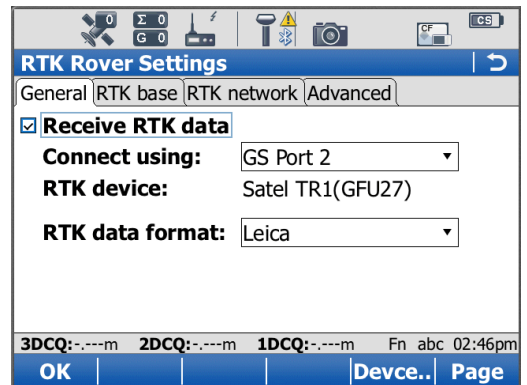 0 Σ 0 CF CS
G 0
RTK Rover Settings
General RTK base RTK network Advanced
Receive RTK data
Connect using: GS Port 2
RTK device: Satel TR1(GFU27)
RTK data format: Leica
3DCQ:-.---m 2DCQ:-.---m 1DCQ:-.---m Fn abc 02:46pm
OK Devce.. Page